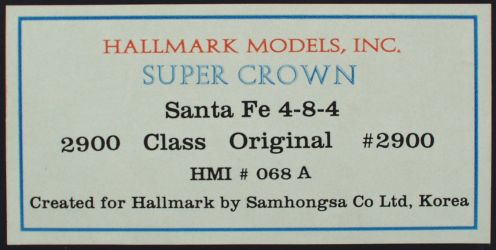 HALLMARK MODELS, INC.
SUPER CROWN
Santa Fe 4-8-4
2900 Class Original #2900
HMI # 068 A
Created for Hallmark by Samhongsa Co Ltd, Korea